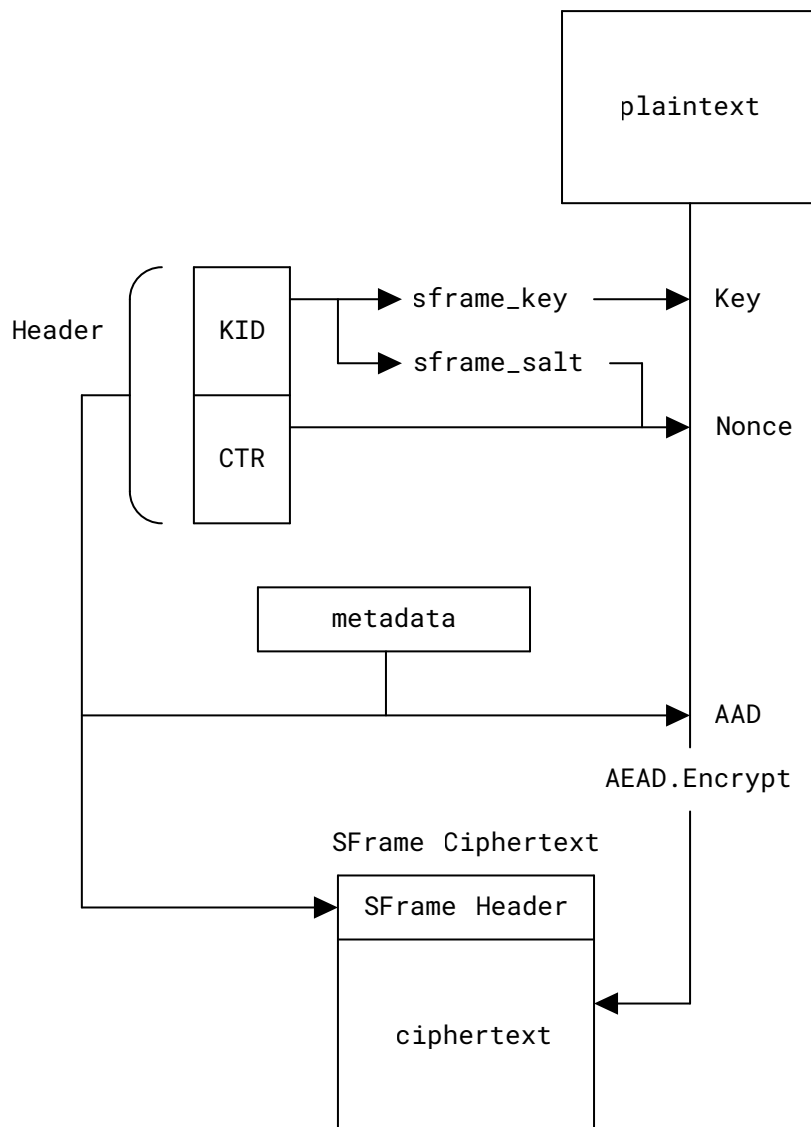 plaintext
sframe_key
Key
Header
KID
sframe_salt
Nonce
CTR
metadata
AAD
AEAD.Encrypt
SFrame Ciphertext
SFrame Header
ciphertext